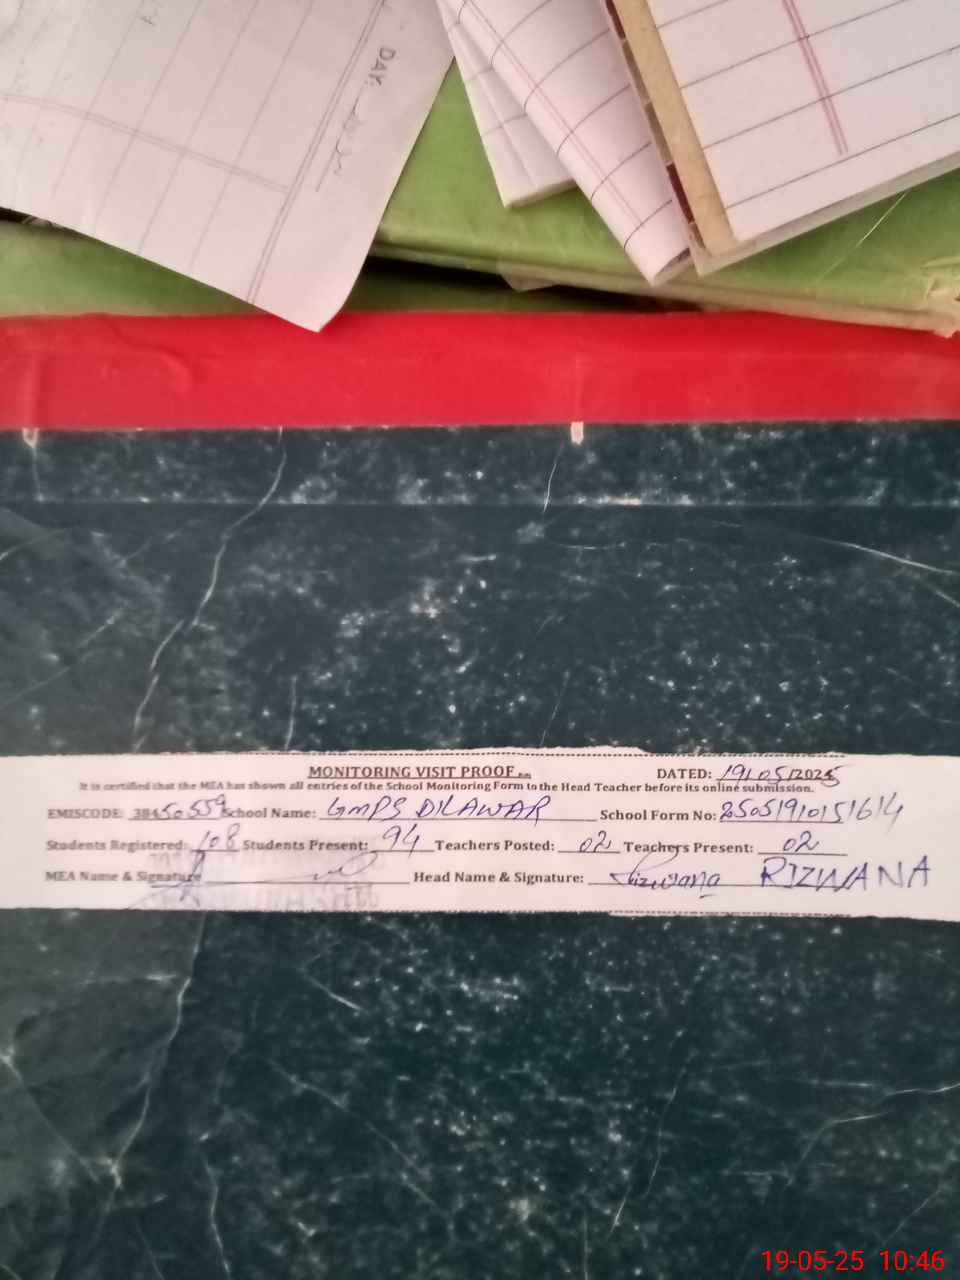 DAY:
MONITORING VISIT PROOF
DATED: 19/05/2025
It is certified that the MEA has shown all entries of the School Monitoring Form to the Head Teacher before its online submission.
EMISCODE: 38450559 School Name: GMPS DILAWAR School Form No: 25051910151614
Students Registered: 108 Students Present: 94 Teachers Posted: 02 Teachers Present: 02
MEA Name & Signature Head Name & Signature: Rizwana RIZWANA
19-05-25 10:46